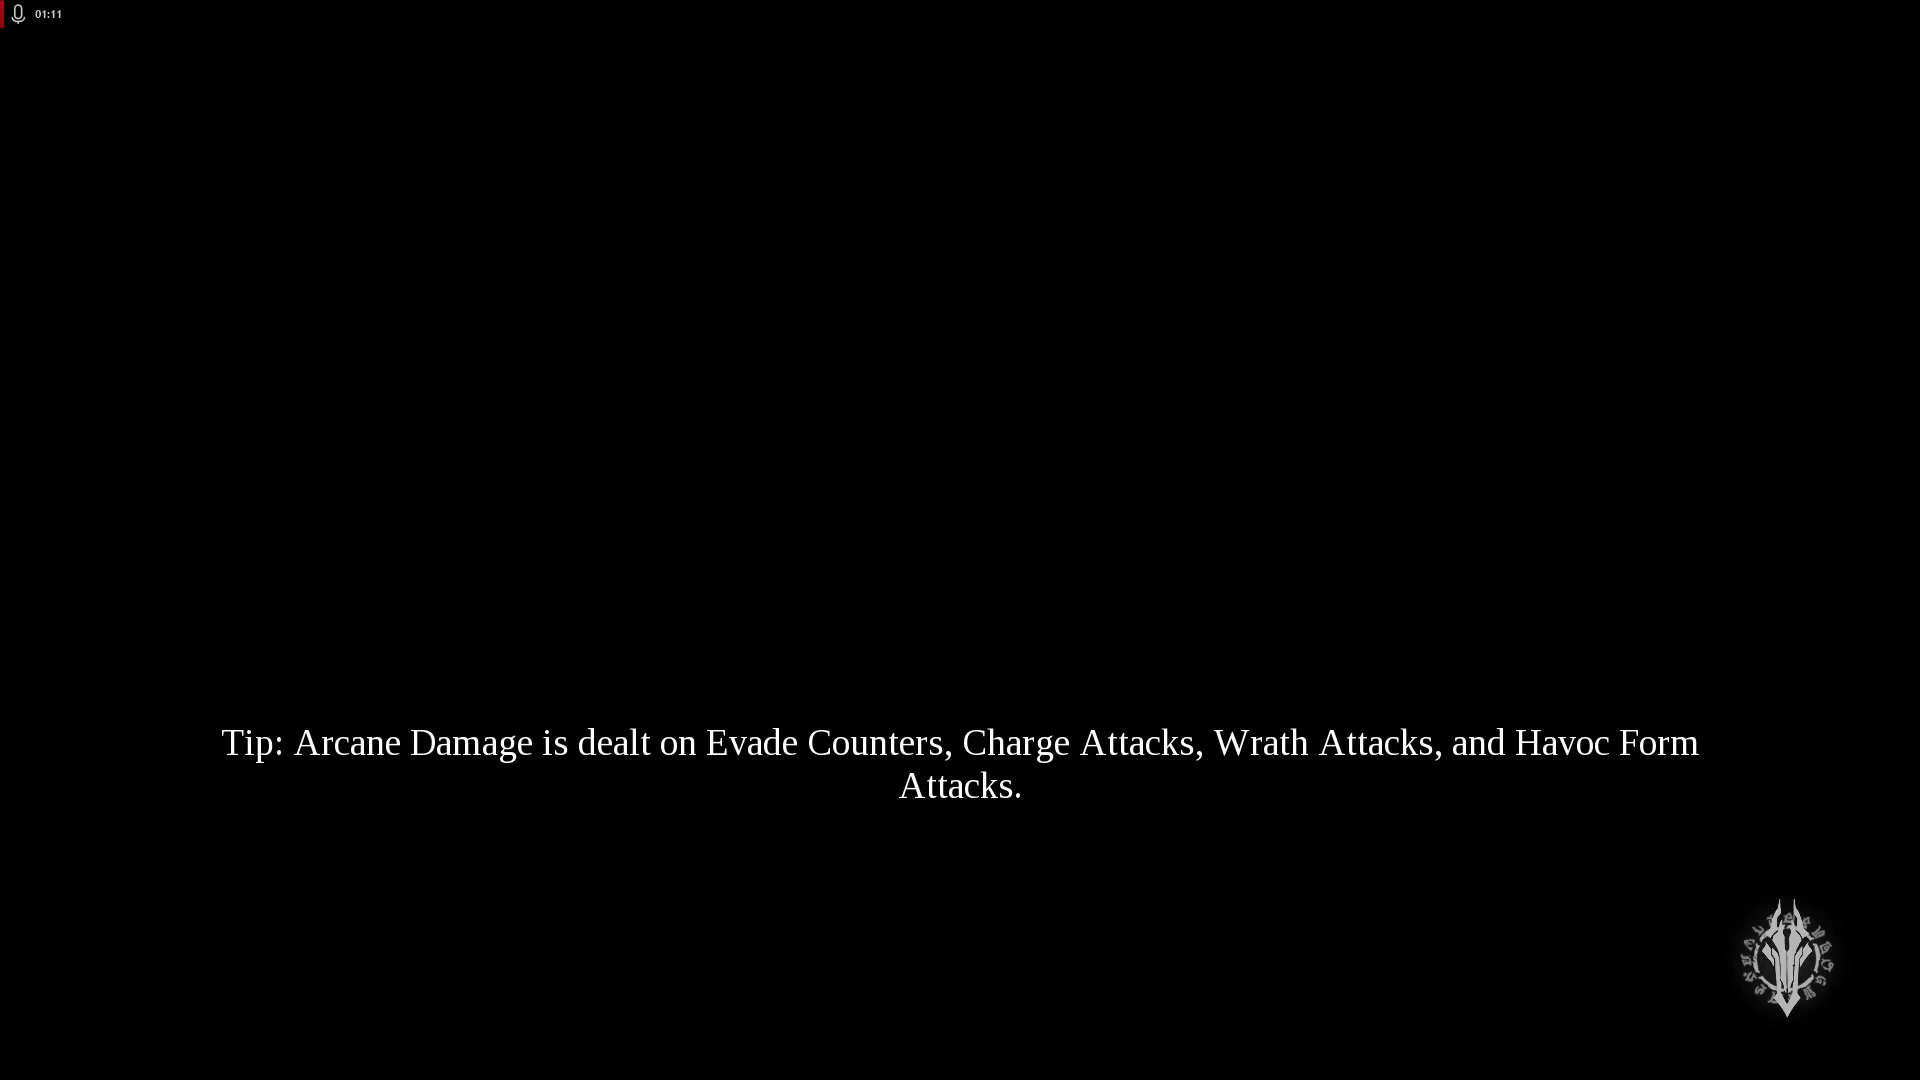 01:11
Tip: Arcane Damage is dealt on Evade Counters, Charge Attacks, Wrath Attacks, and Havoc Form
Attacks.